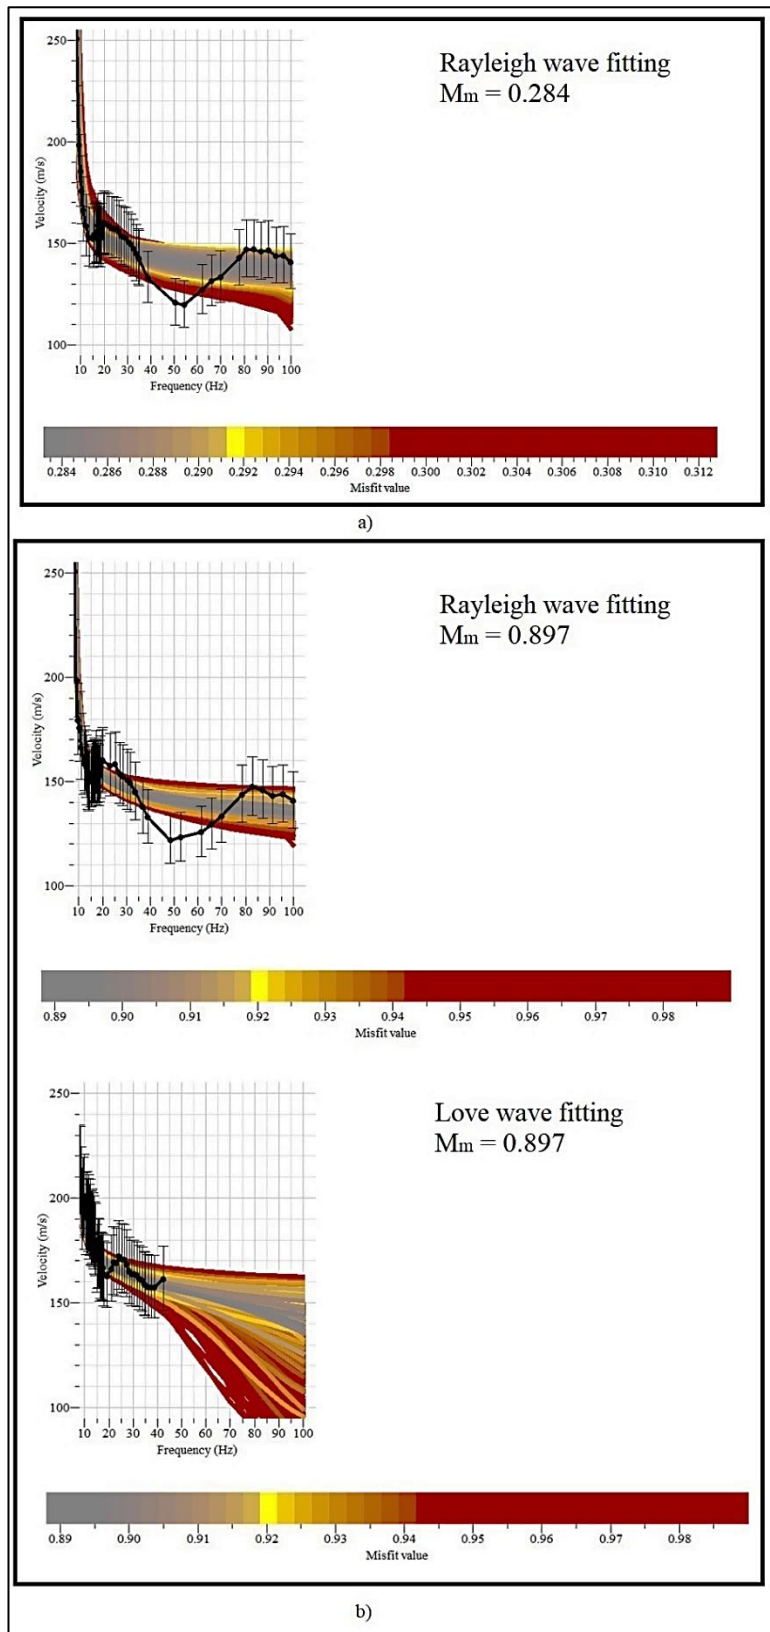 250
200
150
100
Velocity (m/s)
10 20 30 40 50 60 70 80 90 100
Frequency (Hz)
Rayleigh wave fitting
Mm = 0.284
0.284 0.286 0.288 0.290 0.292 0.294 0.296 0.298 0.300 0.302 0.304 0.306 0.308 0.310 0.312
Misfit value
a)
250
200
150
100
Velocity (m/s)
10 20 30 40 50 60 70 80 90 100
Frequency (Hz)
Rayleigh wave fitting
Mm = 0.897
0.89 0.90 0.91 0.92 0.93 0.94 0.95 0.96 0.97 0.98
Misfit value
250
200
150
100
Velocity (m/s)
10 20 30 40 50 60 70 80 90 100
Frequency (Hz)
Love wave fitting
Mm = 0.897
0.89 0.90 0.91 0.92 0.93 0.94 0.95 0.96 0.97 0.98
Misfit value
b)